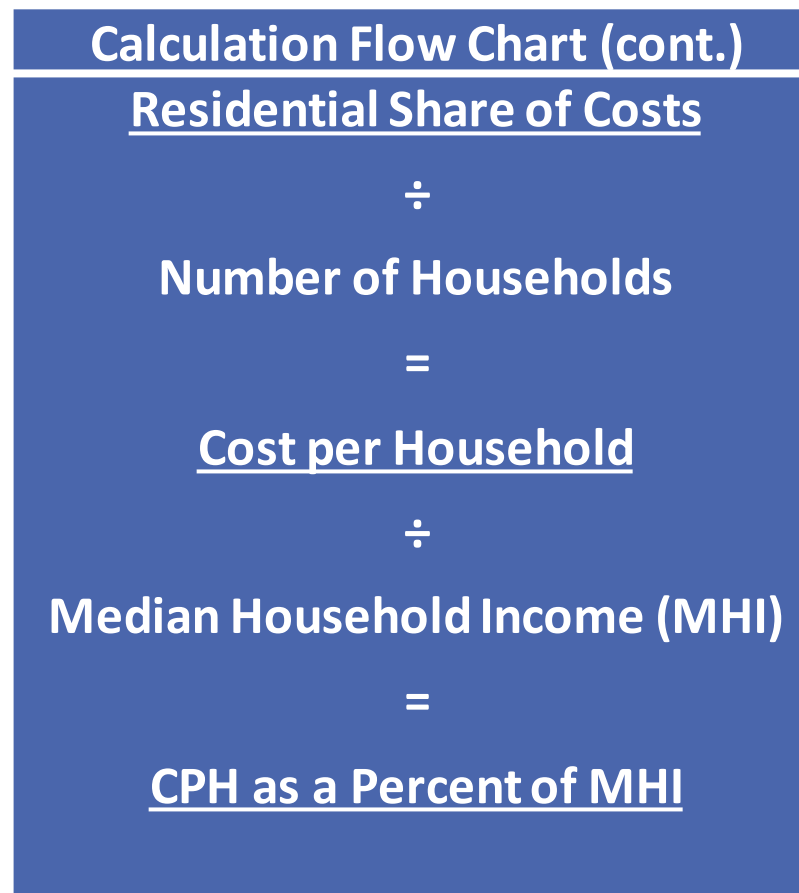 Calculation Flow Chart (cont.)
Residential Share of Costs
÷
Number of Households
=
Cost per Household
÷
Median Household Income (MHI)
=
CPH as a Percent of MHI